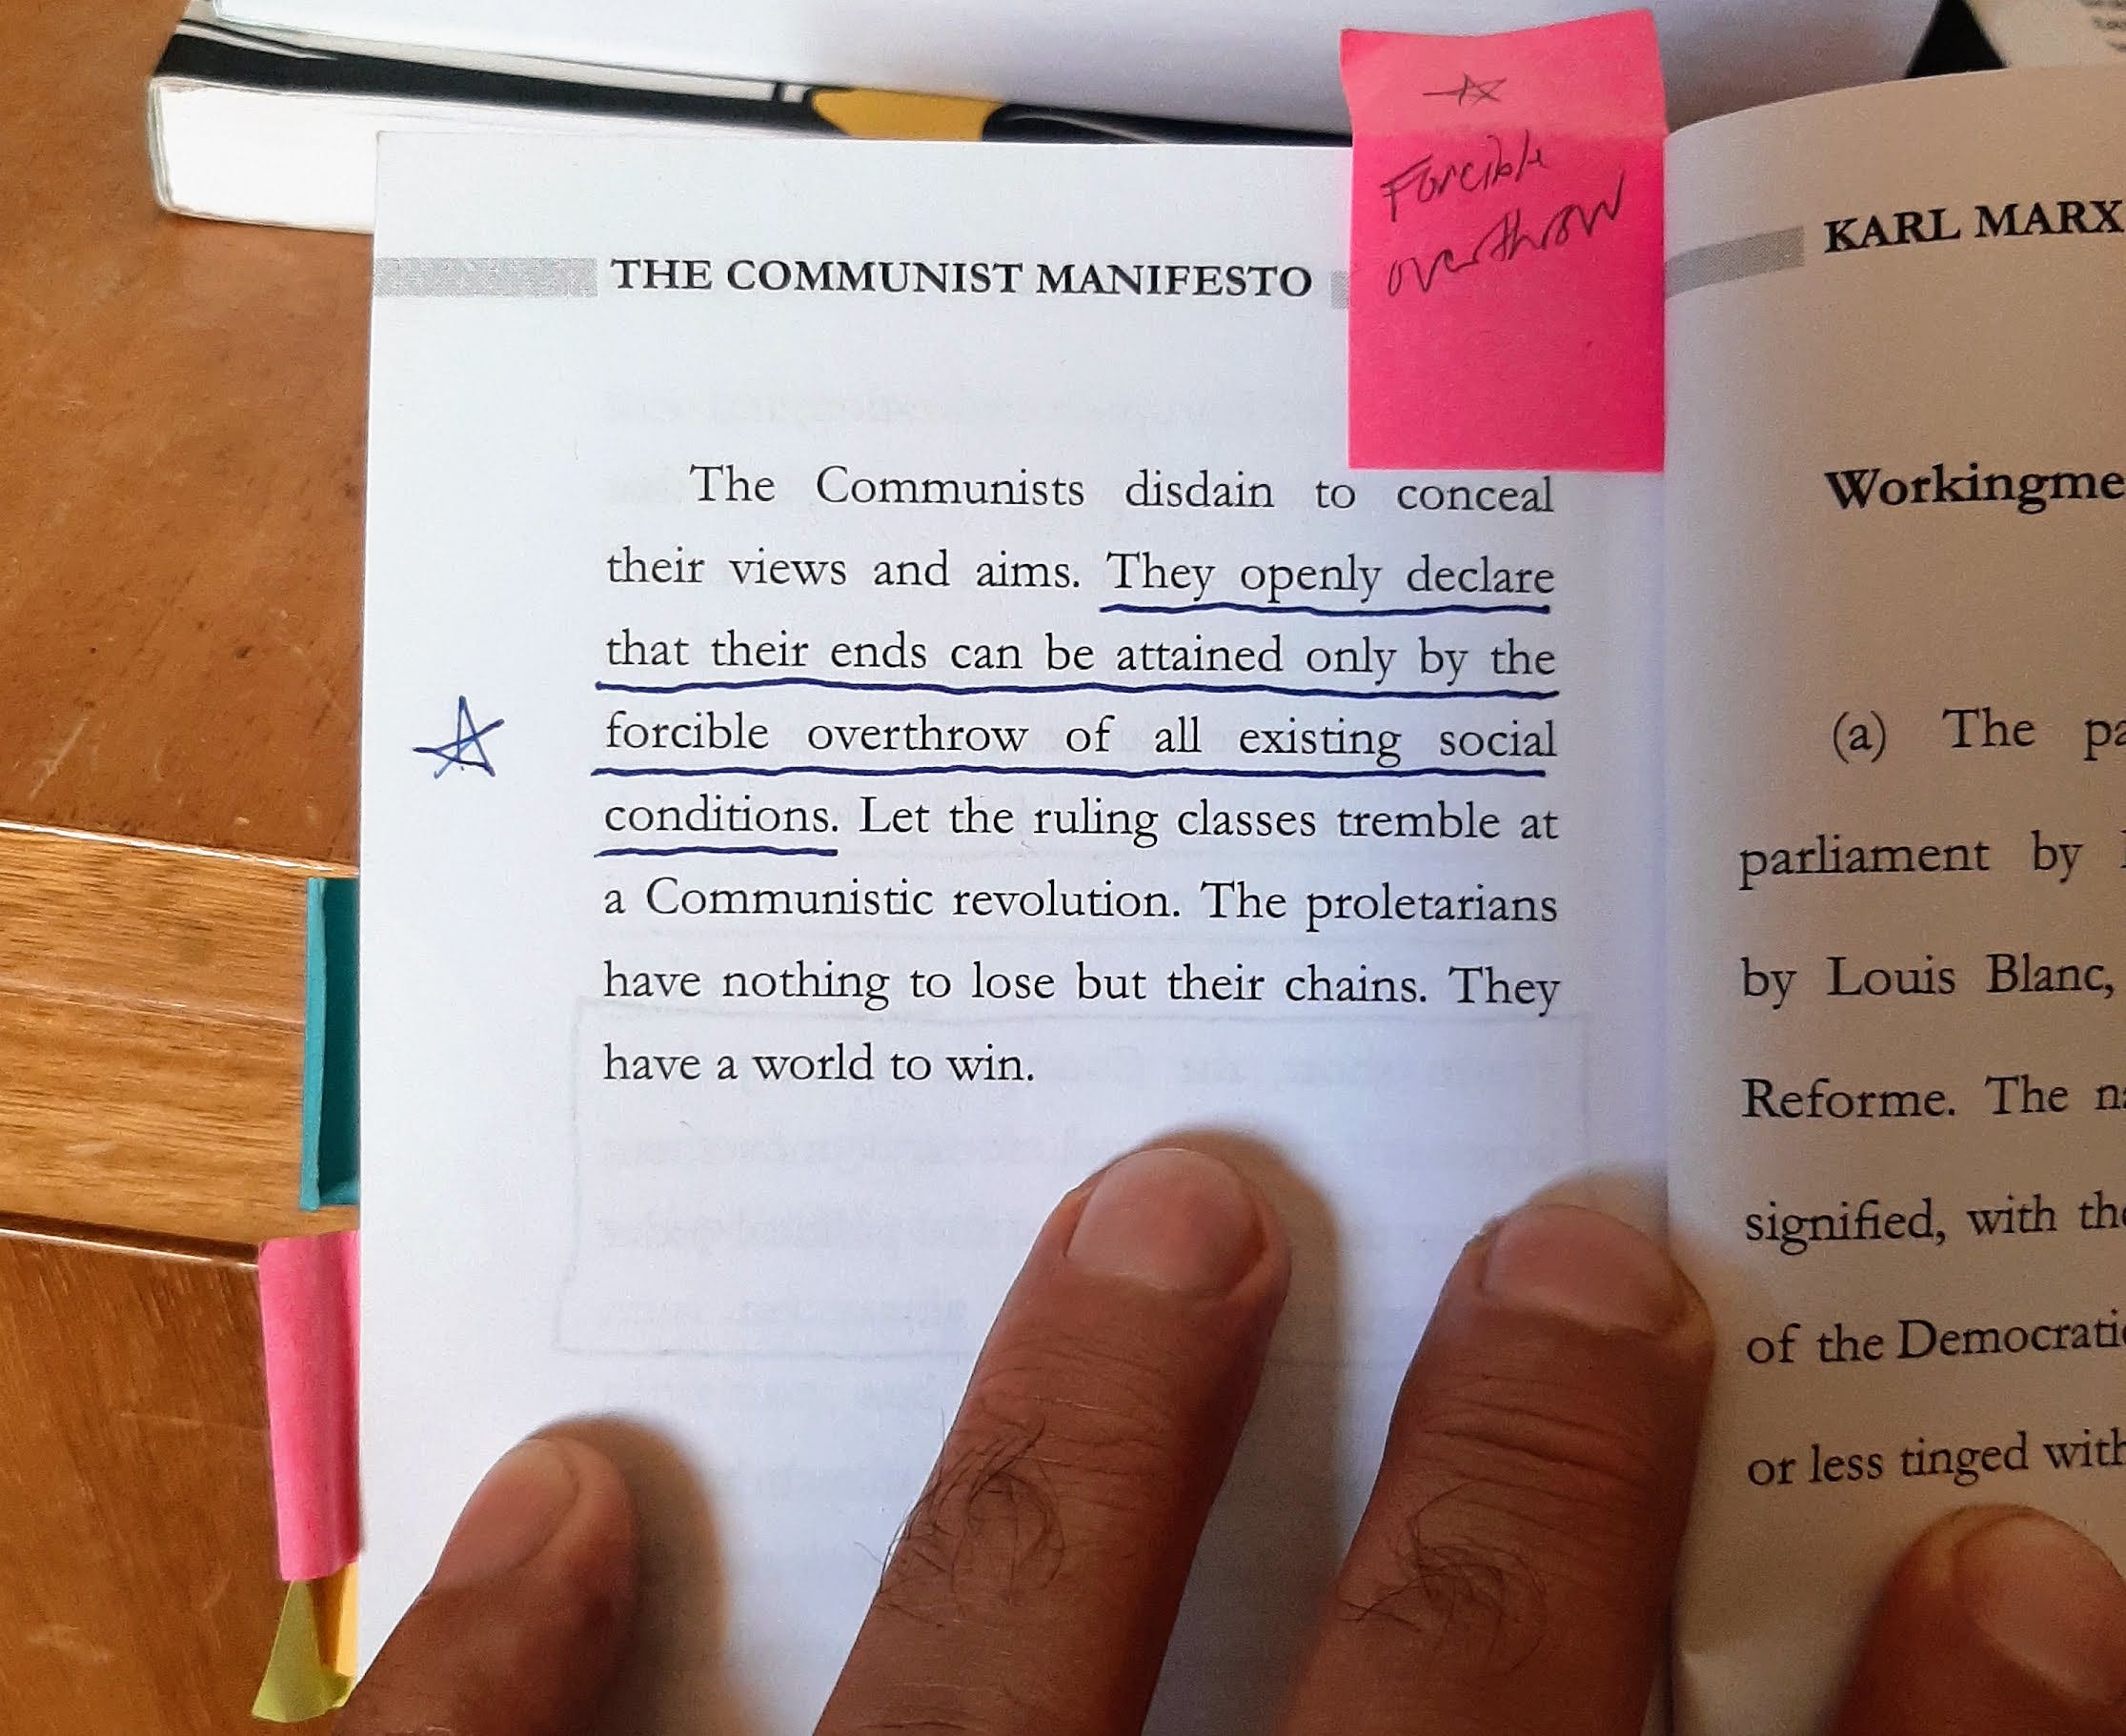 Forcible
overthrow
THE COMMUNIST MANIFESTO
The Communists disdain to conceal
their views and aims. They openly declare
that their ends can be attained only by the
forcible overthrow of all existing social
conditions. Let the ruling classes tremble at
a Communistic revolution. The proletarians
have nothing to lose but their chains. They
have a world to win.
KARL MARX
Workingme
(a) The pa
parliament by
by Louis Blanc,
Reforme. The na
signified, with the
of the Democrati
or less tinged with